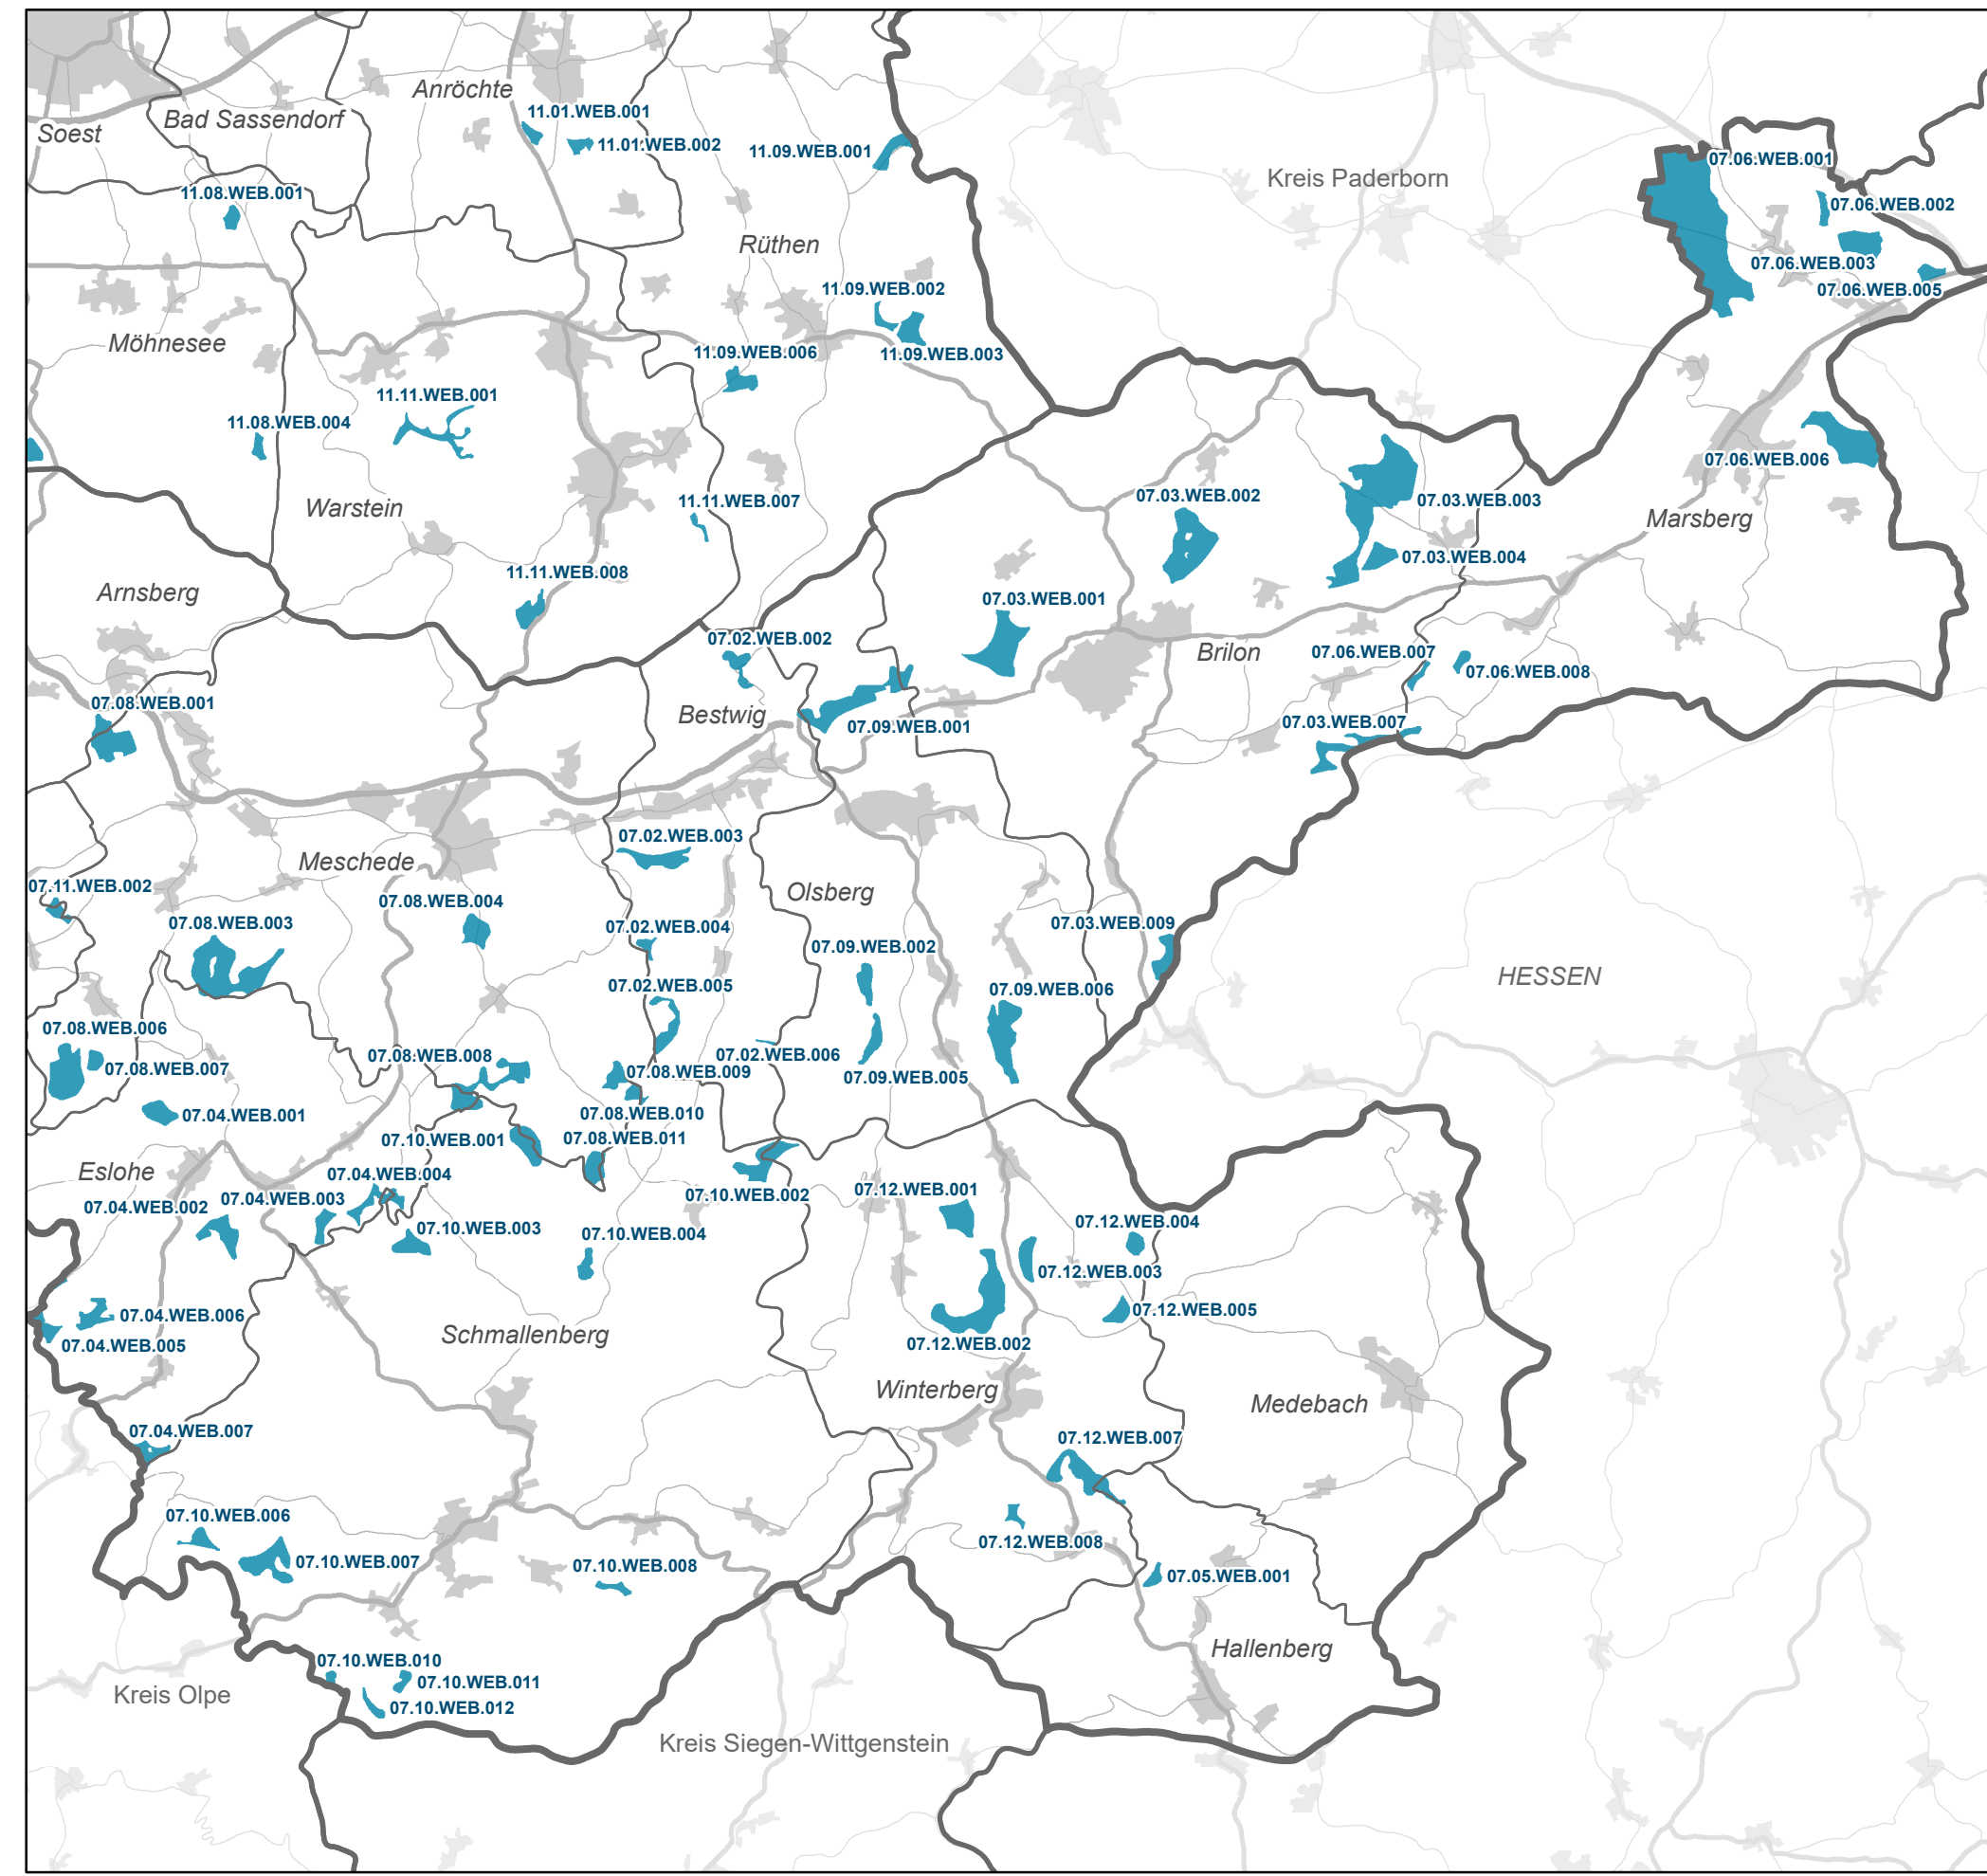 Anröchte
11.01.WEB.001
Bad Sassendorf
Soest
11.01.WEB.002
11.09.WEB.001
07.06.WEB.001
Kreis Paderborn
11.08.WEB.001
07.06.WEB.002
Rüthen
07.06.WEB.003
11.09.WEB.002
07.06.WEB.005
Möhnesee
11.09.WEB.006
11.09.WEB.003
11.11.WEB.001
11.08.WEB.004
07.06.WEB.006
07.03.WEB.002
11.11.WEB.007
07.03.WEB.003
Warstein
Marsberg
07.03.WEB.004
11.11.WEB.008
Arnsberg
07.03.WEB.001
07.02.WEB.002
Brilon
07.06.WEB.007
07.06.WEB.008
07.08.WEB.001
Bestwig
07.09.WEB.001
07.03.WEB.007
07.02.WEB.003
Meschede
07.11.WEB.002
Olsberg
07.08.WEB.004
07.08.WEB.003
07.02.WEB.004
07.03.WEB.009
07.09.WEB.002
HESSEN
07.02.WEB.005
07.09.WEB.006
07.08.WEB.006
07.08.WEB.008
07.02.WEB.006
07.08.WEB.007
07.08.WEB.009
07.09.WEB.005
07.04.WEB.001
07.08.WEB.010
07.10.WEB.001
07.08.WEB.011
Eslohe
07.04.WEB.004
07.12.WEB.001
07.10.WEB.002
07.04.WEB.003
07.04.WEB.002
07.12.WEB.004
07.10.WEB.003
07.10.WEB.004
07.12.WEB.003
07.12.WEB.005
07.04.WEB.006
Schmallenberg
07.04.WEB.005
07.12.WEB.002
Winterberg
Medebach
07.04.WEB.007
07.12.WEB.007
07.10.WEB.006
07.12.WEB.008
07.10.WEB.007
07.10.WEB.008
07.05.WEB.001
Hallenberg
07.10.WEB.010
07.10.WEB.011
Kreis Olpe
07.10.WEB.012
Kreis Siegen-Wittgenstein